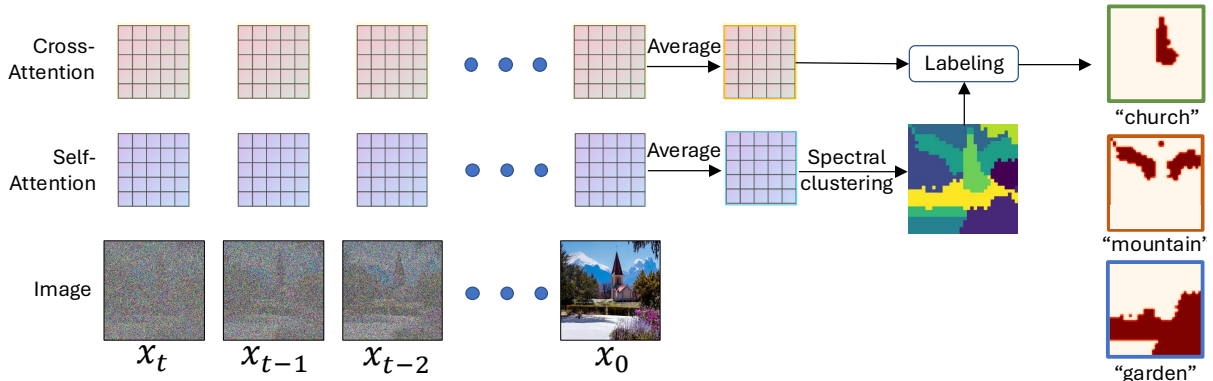 Cross-
Attention
Average
Labeling
"church"
Self-
Attention
Average
Spectral
clustering
"mountain"
Image
x_t
x_{t-1}
x_{t-2}
x_0
"garden"